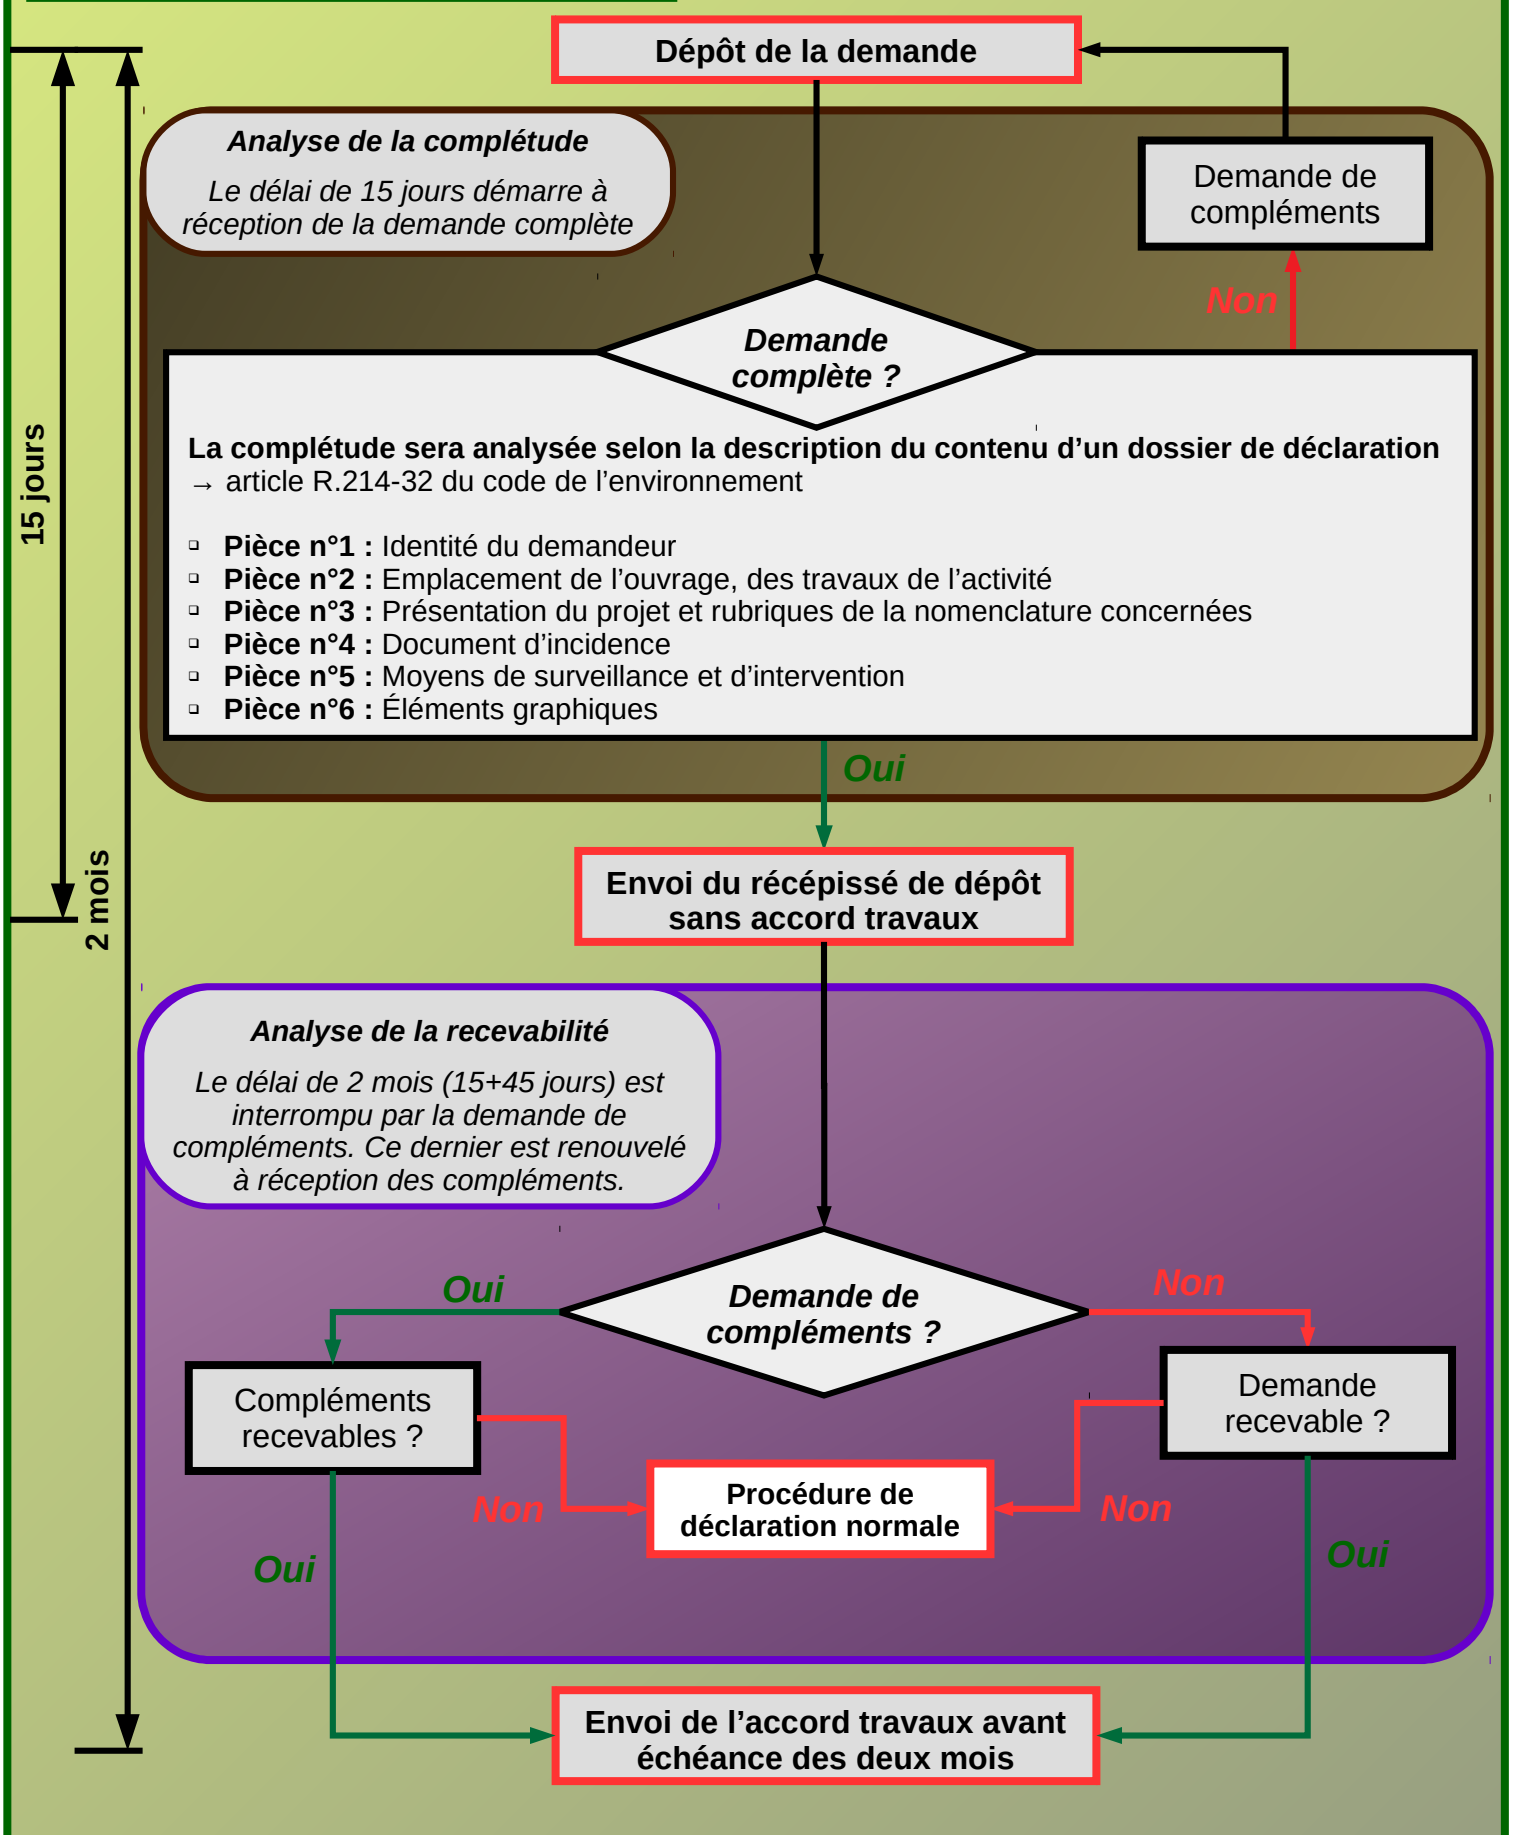 Dépôt de la demande
Analyse de la complétude
Le délai de 15 jours démarre à
réception de la demande complète
Demande de
compléments
Non
Demande
complète ?
La complétude sera analysée selon la description du contenu d’un dossier de déclaration
→ article R.214-32 du code de l’environnement
❑ Pièce n°1 : Identité du demandeur
❑ Pièce n°2 : Emplacement de l’ouvrage, des travaux de l’activité
❑ Pièce n°3 : Présentation du projet et rubriques de la nomenclature concernées
❑ Pièce n°4 : Document d’incidence
❑ Pièce n°5 : Moyens de surveillance et d’intervention
❑ Pièce n°6 : Éléments graphiques
15 jours
Oui
2 mois
Envoi du récépissé de dépôt
sans accord travaux
Analyse de la recevabilité
Le délai de 2 mois (15+45 jours) est
interrompu par la demande de
compléments. Ce dernier est renouvelé
à réception des compléments.
Oui
Demande de
compléments ?
Non
Compléments
recevables ?
Demande
recevable ?
Non
Procédure de
déclaration normale
Non
Oui
Oui
Envoi de l’accord travaux avant
échéance des deux mois